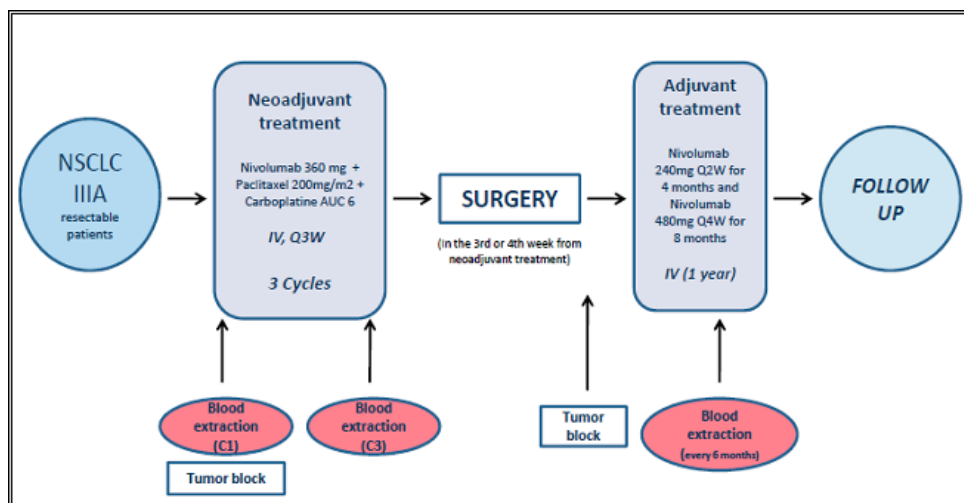 NSCLC
IIIA
resectable
patients
Neoadjuvant
treatment
Nivolumab 360 mg +
Paclitaxel 200mg/m2 +
Carboplatine AUC 6
IV, Q3W
3 Cycles
SURGERY
(In the 3rd or 4th week from
neoadjuvant treatment)
Adjuvant
treatment
Nivolumab
240mg Q2W for
4 months and
Nivolumab
480mg Q4W for
8 months
IV (1 year)
FOLLOW
UP
Blood
extraction
(C1)
Tumor block
Blood
extraction
(C3)
Tumor
block
Blood
extraction
(every 6 months)